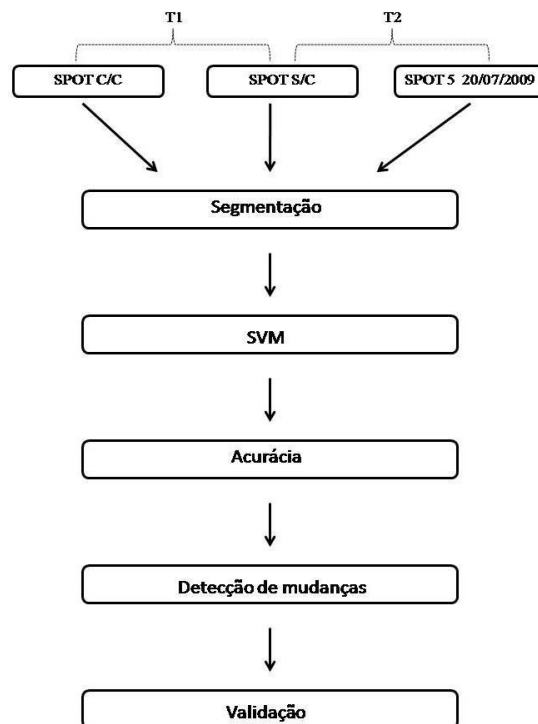 T1 T2
SPOT C/C SPOT S/C SPOT 5 20/07/2009
Segmentação
SVM
Acurácia
Detecção de mudanças
Validação